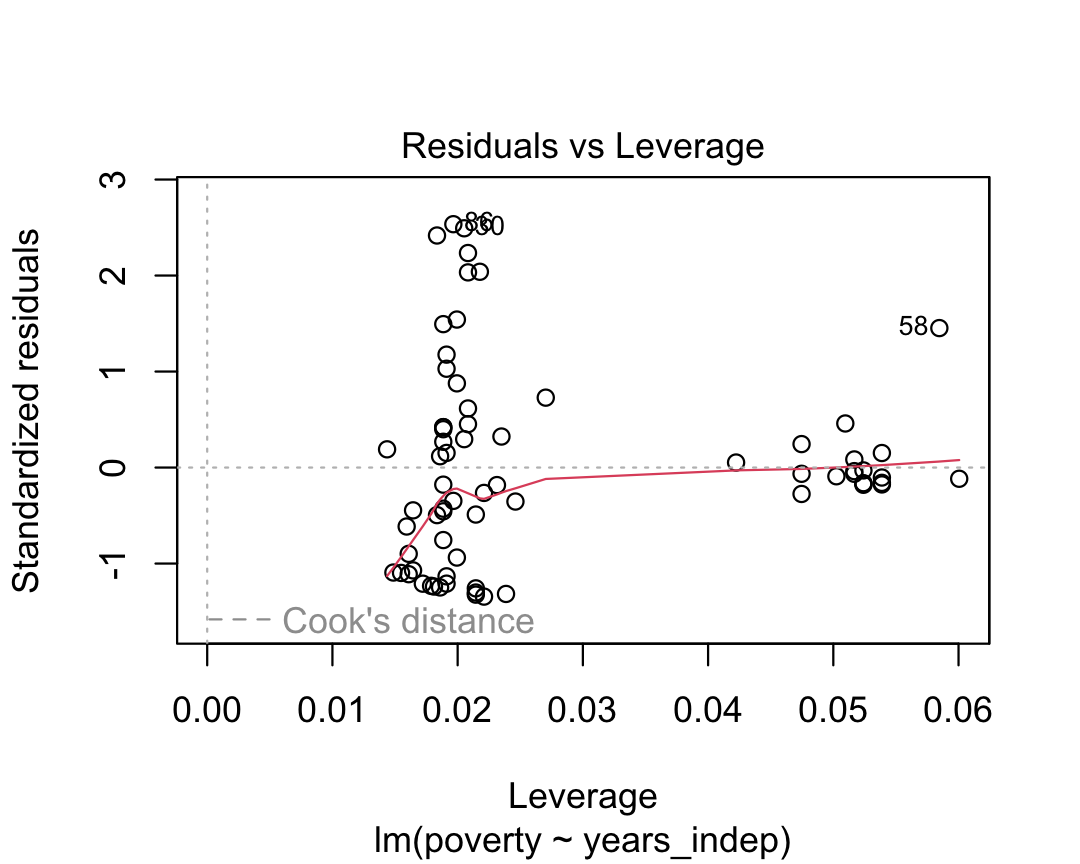 Residuals vs Leverage
Standardized residuals
3
2
1
0
-1
58
Cook's distance
0.00 0.01 0.02 0.03 0.04 0.05 0.06
Leverage
lm(poverty ~ years_indep)